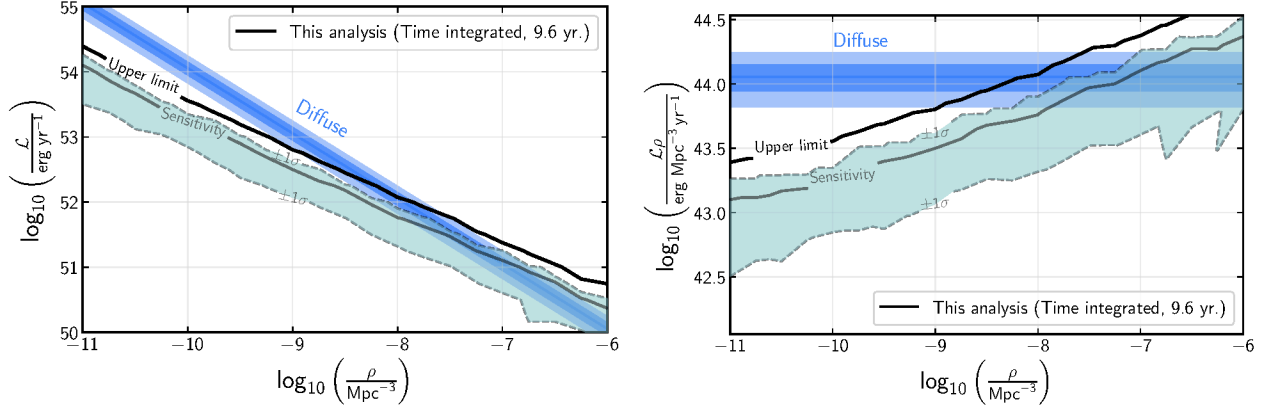 55
54
53
52
51
50
−11
−10
−9
−8
−7
−6
log₁₀ ( ℒ / erg yr⁻¹ )
log₁₀ ( ρ / Mpc⁻³ )
This analysis (Time integrated, 9.6 yr.)
Upper limit
Sensitivity
Diffuse
±1σ
±1σ
44.5
44.0
43.5
43.0
42.5
−11
−10
−9
−8
−7
−6
log₁₀ ( ℒρ / erg Mpc⁻³ yr⁻¹ )
log₁₀ ( ρ / Mpc⁻³ )
Diffuse
Upper limit
Sensitivity
±1σ
±1σ
This analysis (Time integrated, 9.6 yr.)